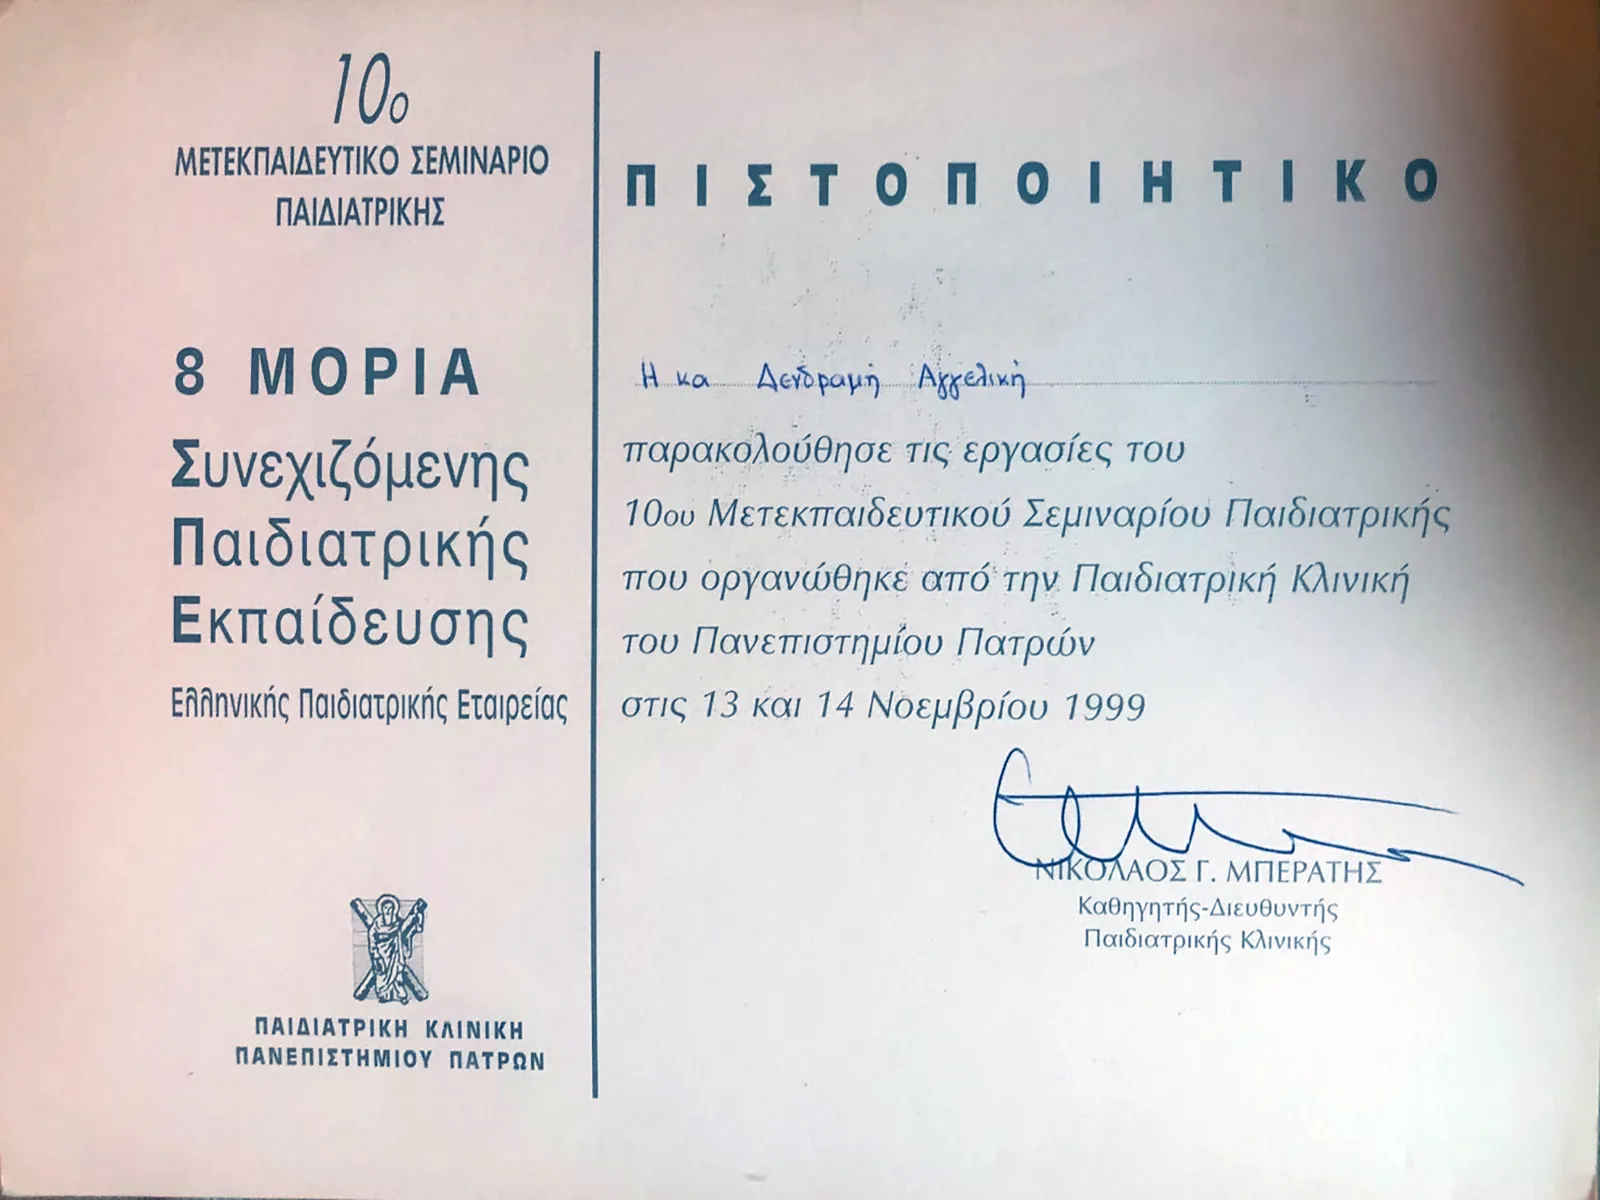 10ο
ΜΕΤΕΚΠΑΙΔΕΥΤΙΚΟ ΣΕΜΙΝΑΡΙΟ
ΠΑΙΔΙΑΤΡΙΚΗΣ
8 ΜΟΡΙΑ
Συνεχιζόμενης
Παιδιατρικής
Εκπαίδευσης
Ελληνικής Παιδιατρικής Εταιρείας
ΠΑΙΔΙΑΤΡΙΚΗ ΚΛΙΝΙΚΗ
ΠΑΝΕΠΙΣΤΗΜΙΟΥ ΠΑΤΡΩΝ
ΠΙΣΤΟΠΟΙΗΤΙΚΟ
Η κα Δενδραμή Αγγελική
παρακολούθησε τις εργασίες του
10ου Μετεκπαιδευτικού Σεμιναρίου Παιδιατρικής
που οργανώθηκε από την Παιδιατρική Κλινική
του Πανεπιστημίου Πατρών
στις 13 και 14 Νοεμβρίου 1999
ΝΙΚΟΛΑΟΣ Γ. ΜΠΕΡΑΤΗΣ
Καθηγητής-Διευθυντής
Παιδιατρικής Κλινικής